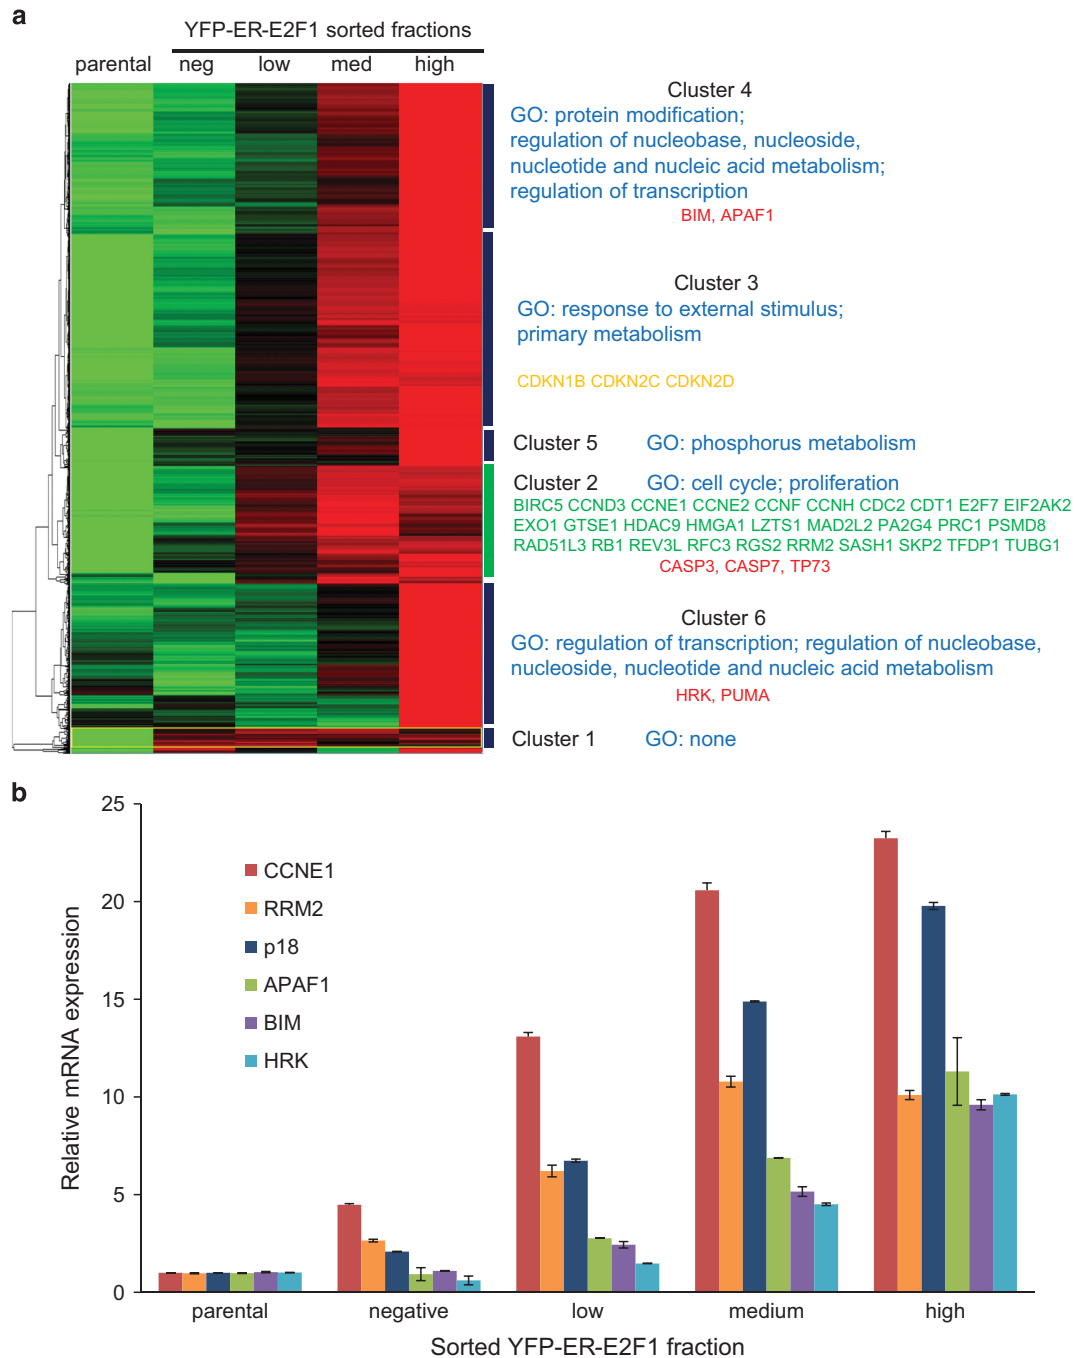 a
YFP-ER-E2F1 sorted fractions
parental neg low med high
Cluster 4
GO: protein modification;
regulation of nucleobase, nucleoside,
nucleotide and nucleic acid metabolism;
regulation of transcription
BIM, APAF1
Cluster 3
GO: response to external stimulus;
primary metabolism
CDKN1B CDKN2C CDKN2D
Cluster 5 GO: phosphorus metabolism
Cluster 2 GO: cell cycle; proliferation
BIRC5 CCND3 CCNE1 CCNE2 CCNF CCNH CDC2 CDT1 E2F7 EIF2AK2
EXO1 GTSE1 HDAC9 HMGA1 LZTS1 MAD2L2 PA2G4 PRC1 PSMD8
RAD51L3 RB1 REV3L RFC3 RGS2 RRM2 SASH1 SKP2 TFDP1 TUBG1
CASP3, CASP7, TP73
Cluster 6
GO: regulation of transcription; regulation of nucleobase,
nucleoside, nucleotide and nucleic acid metabolism
HRK, PUMA
Cluster 1 GO: none
b
Relative mRNA expression
25
20
15
10
5
0
CCNE1
RRM2
p18
APAF1
BIM
HRK
parental negative low medium high
Sorted YFP-ER-E2F1 fraction